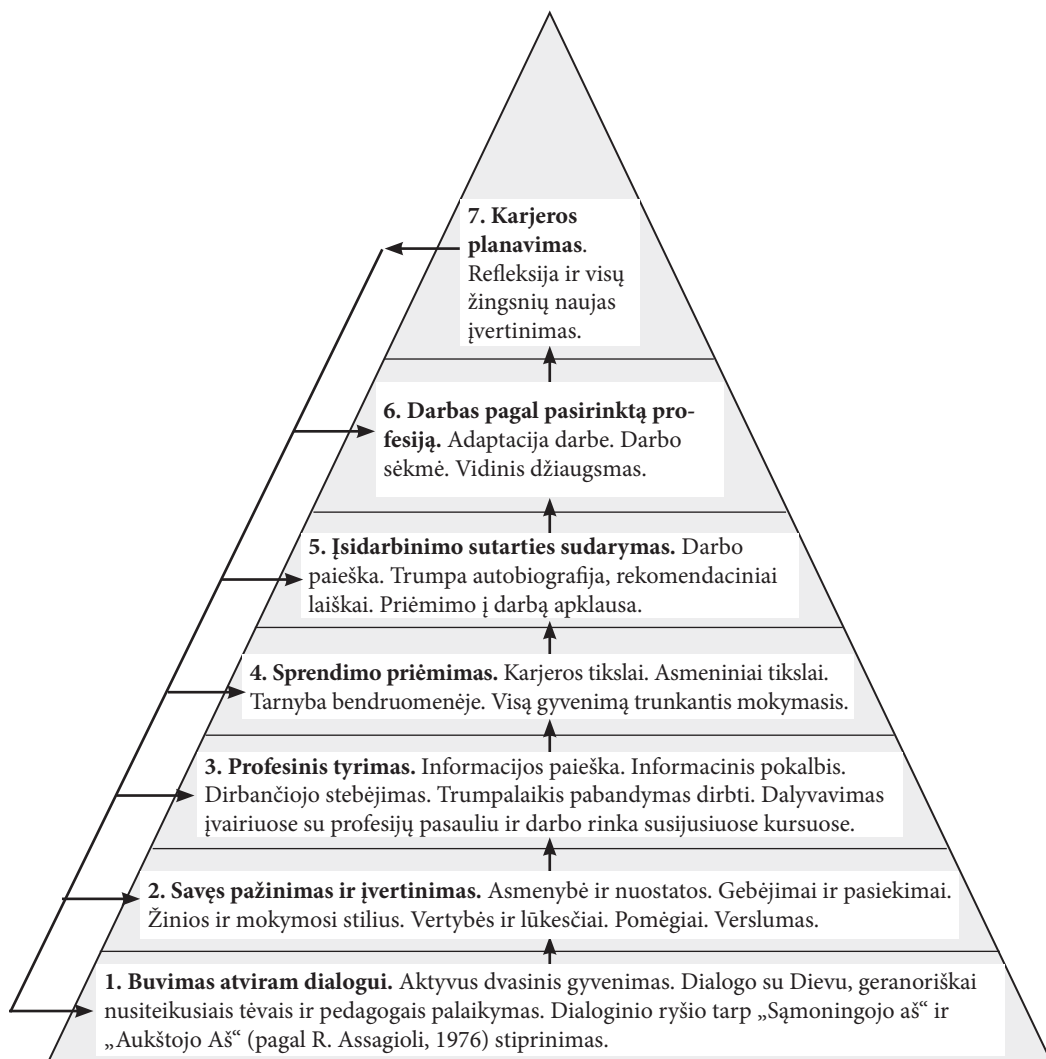 7. Karjeros
planavimas.
Refleksija ir visų
žingsnių naujas
įvertinimas.
6. Darbas pagal pasirinktą pro-
fesiją. Adaptacija darbe. Darbo
sėkmė. Vidinis džiaugsmas.
5. Įsidarbinimo sutarties sudarymas. Darbo
paieška. Trumpa autobiografija, rekomendaciniai
laiškai. Priėmimo į darbą apklausa.
4. Sprendimo priėmimas. Karjeros tikslai. Asmeniniai tikslai.
Tarnyba bendruomenėje. Visą gyvenimą trunkantis mokymasis.
3. Profesinis tyrimas. Informacijos paieška. Informacinis pokalbis.
Dirbančiojo stebėjimas. Trumpalaikis pabandymas dirbti. Dalyvavimas
įvairiuose su profesijų pasauliu ir darbo rinka susijusiuose kursuose.
2. Savęs pažinimas ir įvertinimas. Asmenybė ir nuostatos. Gebėjimai ir pasiekimai.
Žinios ir mokymosi stilius. Vertybės ir lūkesčiai. Pomėgiai. Verslumas.
1. Buvimas atviram dialogui. Aktyvus dvasinis gyvenimas. Dialogo su Dievu, geranoriškai
nusiteikusiais tėvais ir pedagogais palaikymas. Dialoginio ryšio tarp „Sąmoningojo aš“ ir
„Aukštojo Aš“ (pagal R. Assagioli, 1976) stiprinimas.